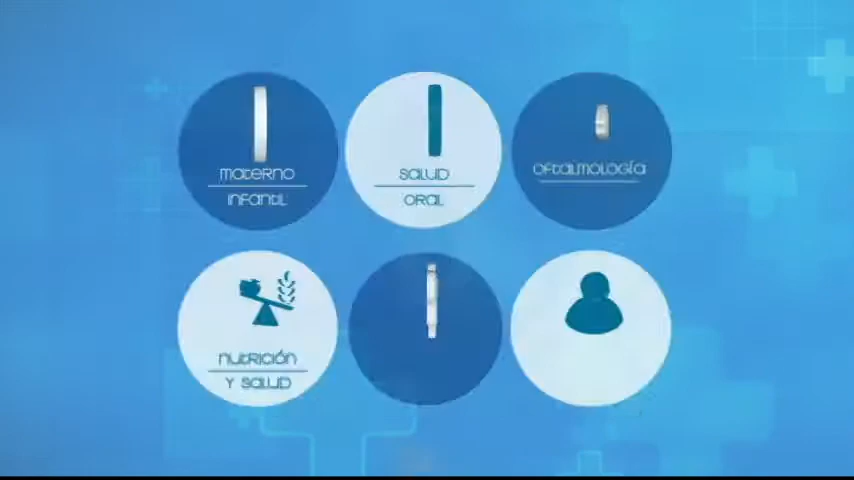 MATERNO
INFANTIL
SALUD
ORAL
OFTALMOLOGÍA
NUTRICIÓN
Y SALUD